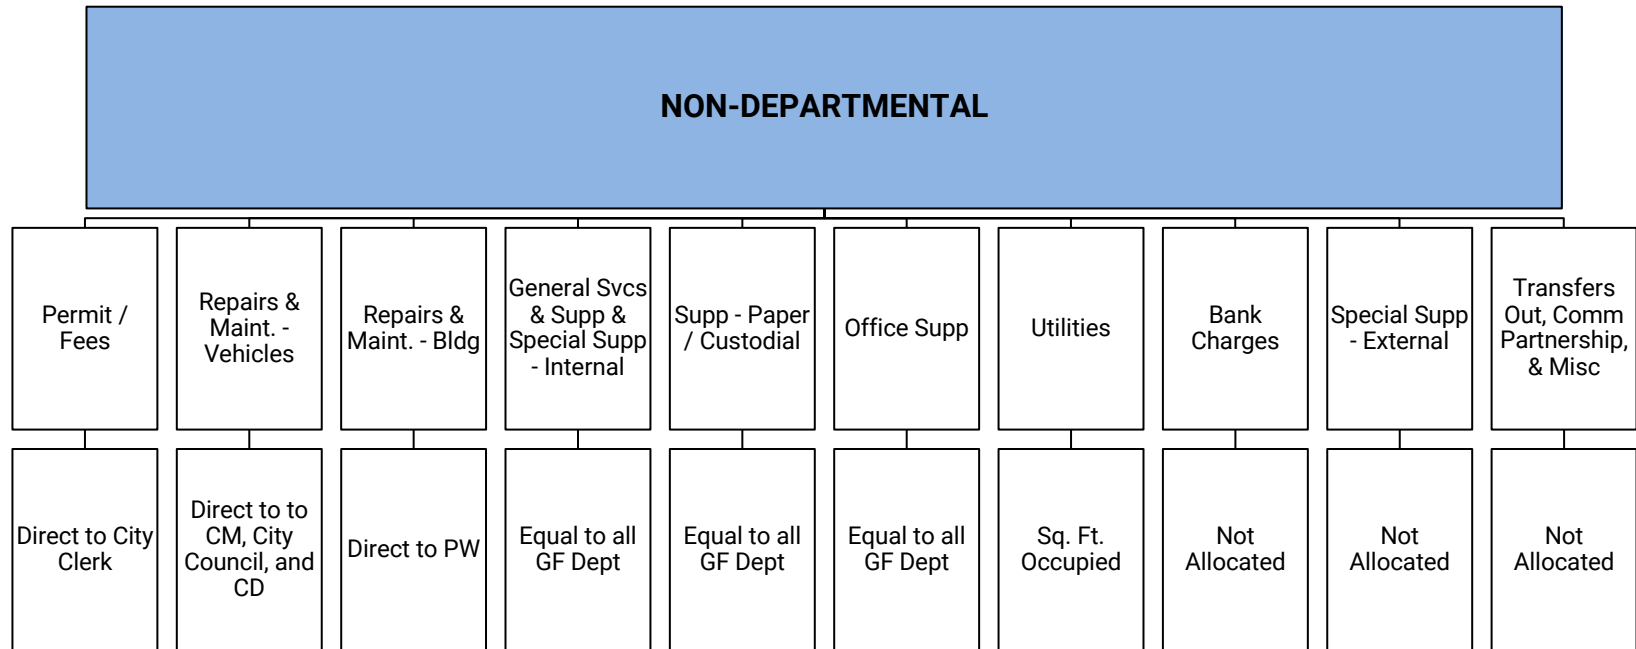 NON-DEPARTMENTAL
Permit /
Fees
Repairs &
Maint. -
Vehicles
Repairs &
Maint. - Bldg
General Svcs
& Supp &
Special Supp
- Internal
Supp - Paper
/ Custodial
Office Supp
Utilities
Bank
Charges
Special Supp
- External
Transfers
Out, Comm
Partnership,
& Misc
Direct to City
Clerk
Direct to to
CM, City
Council, and
CD
Direct to PW
Equal to all
GF Dept
Equal to all
GF Dept
Equal to all
GF Dept
Sq. Ft.
Occupied
Not
Allocated
Not
Allocated
Not
Allocated